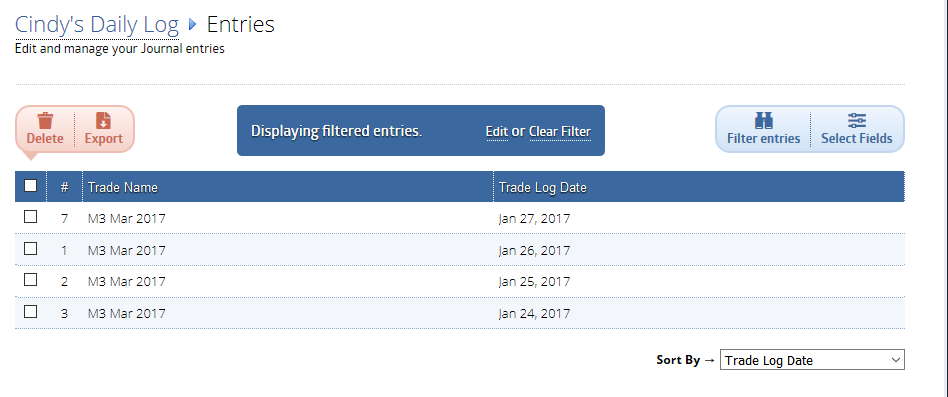 Cindy's Daily Log Entries
Edit and manage your Journal entries
Delete Export
Displaying filtered entries. Edit or Clear Filter
Filter entries Select Fields
# Trade Name Trade Log Date
7 M3 Mar 2017 Jan 27, 2017
1 M3 Mar 2017 Jan 26, 2017
2 M3 Mar 2017 Jan 25, 2017
3 M3 Mar 2017 Jan 24, 2017
Sort By → Trade Log Date